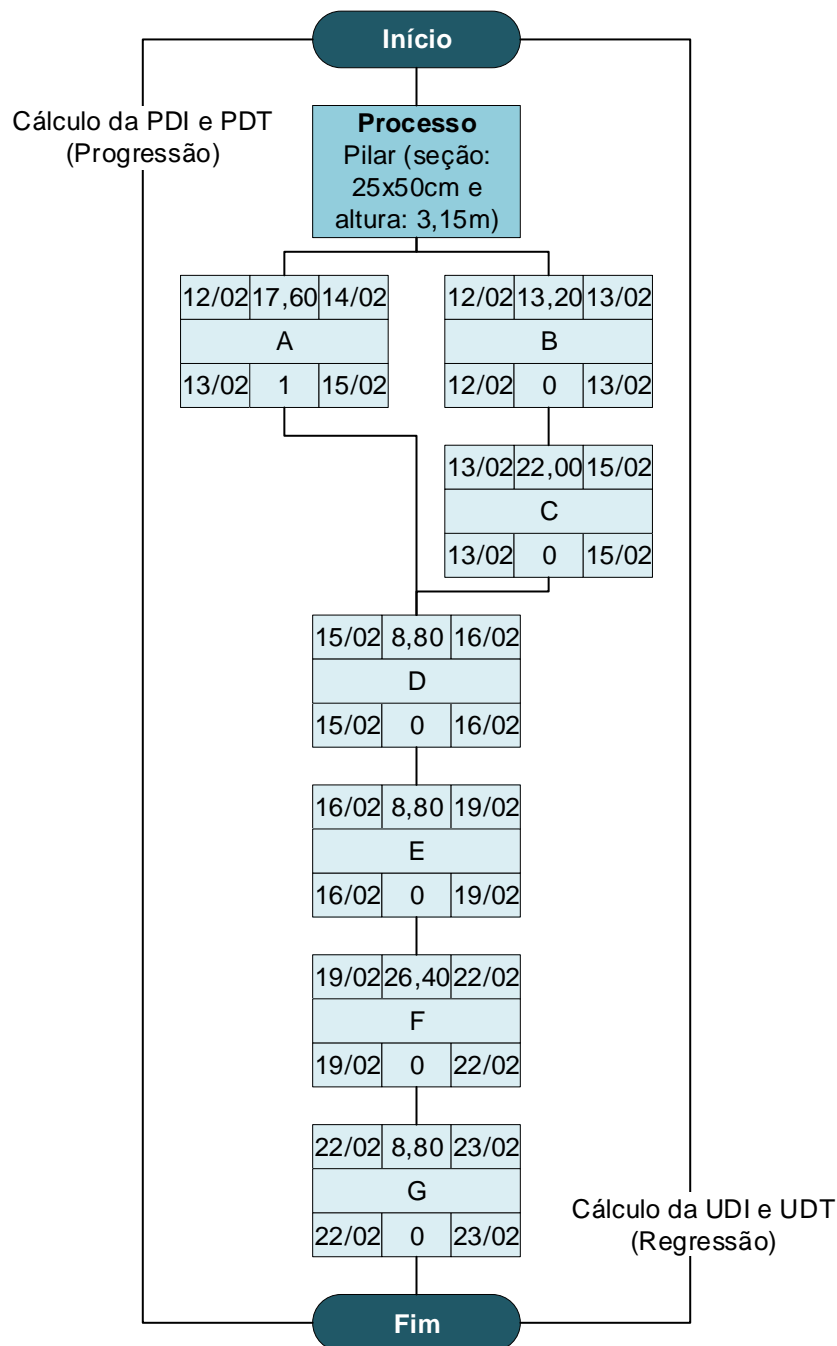 Início
Cálculo da PDI e PDT
(Progressão)
Processo
Pilar (seção:
25x50cm e
altura: 3,15m)
12/02 17,60 14/02
A
13/02 1 15/02
12/02 13,20 13/02
B
12/02 0 13/02
13/02 22,00 15/02
C
13/02 0 15/02
15/02 8,80 16/02
D
15/02 0 16/02
16/02 8,80 19/02
E
16/02 0 19/02
19/02 26,40 22/02
F
19/02 0 22/02
22/02 8,80 23/02
G
22/02 0 23/02
Cálculo da UDI e UDT
(Regressão)
Fim